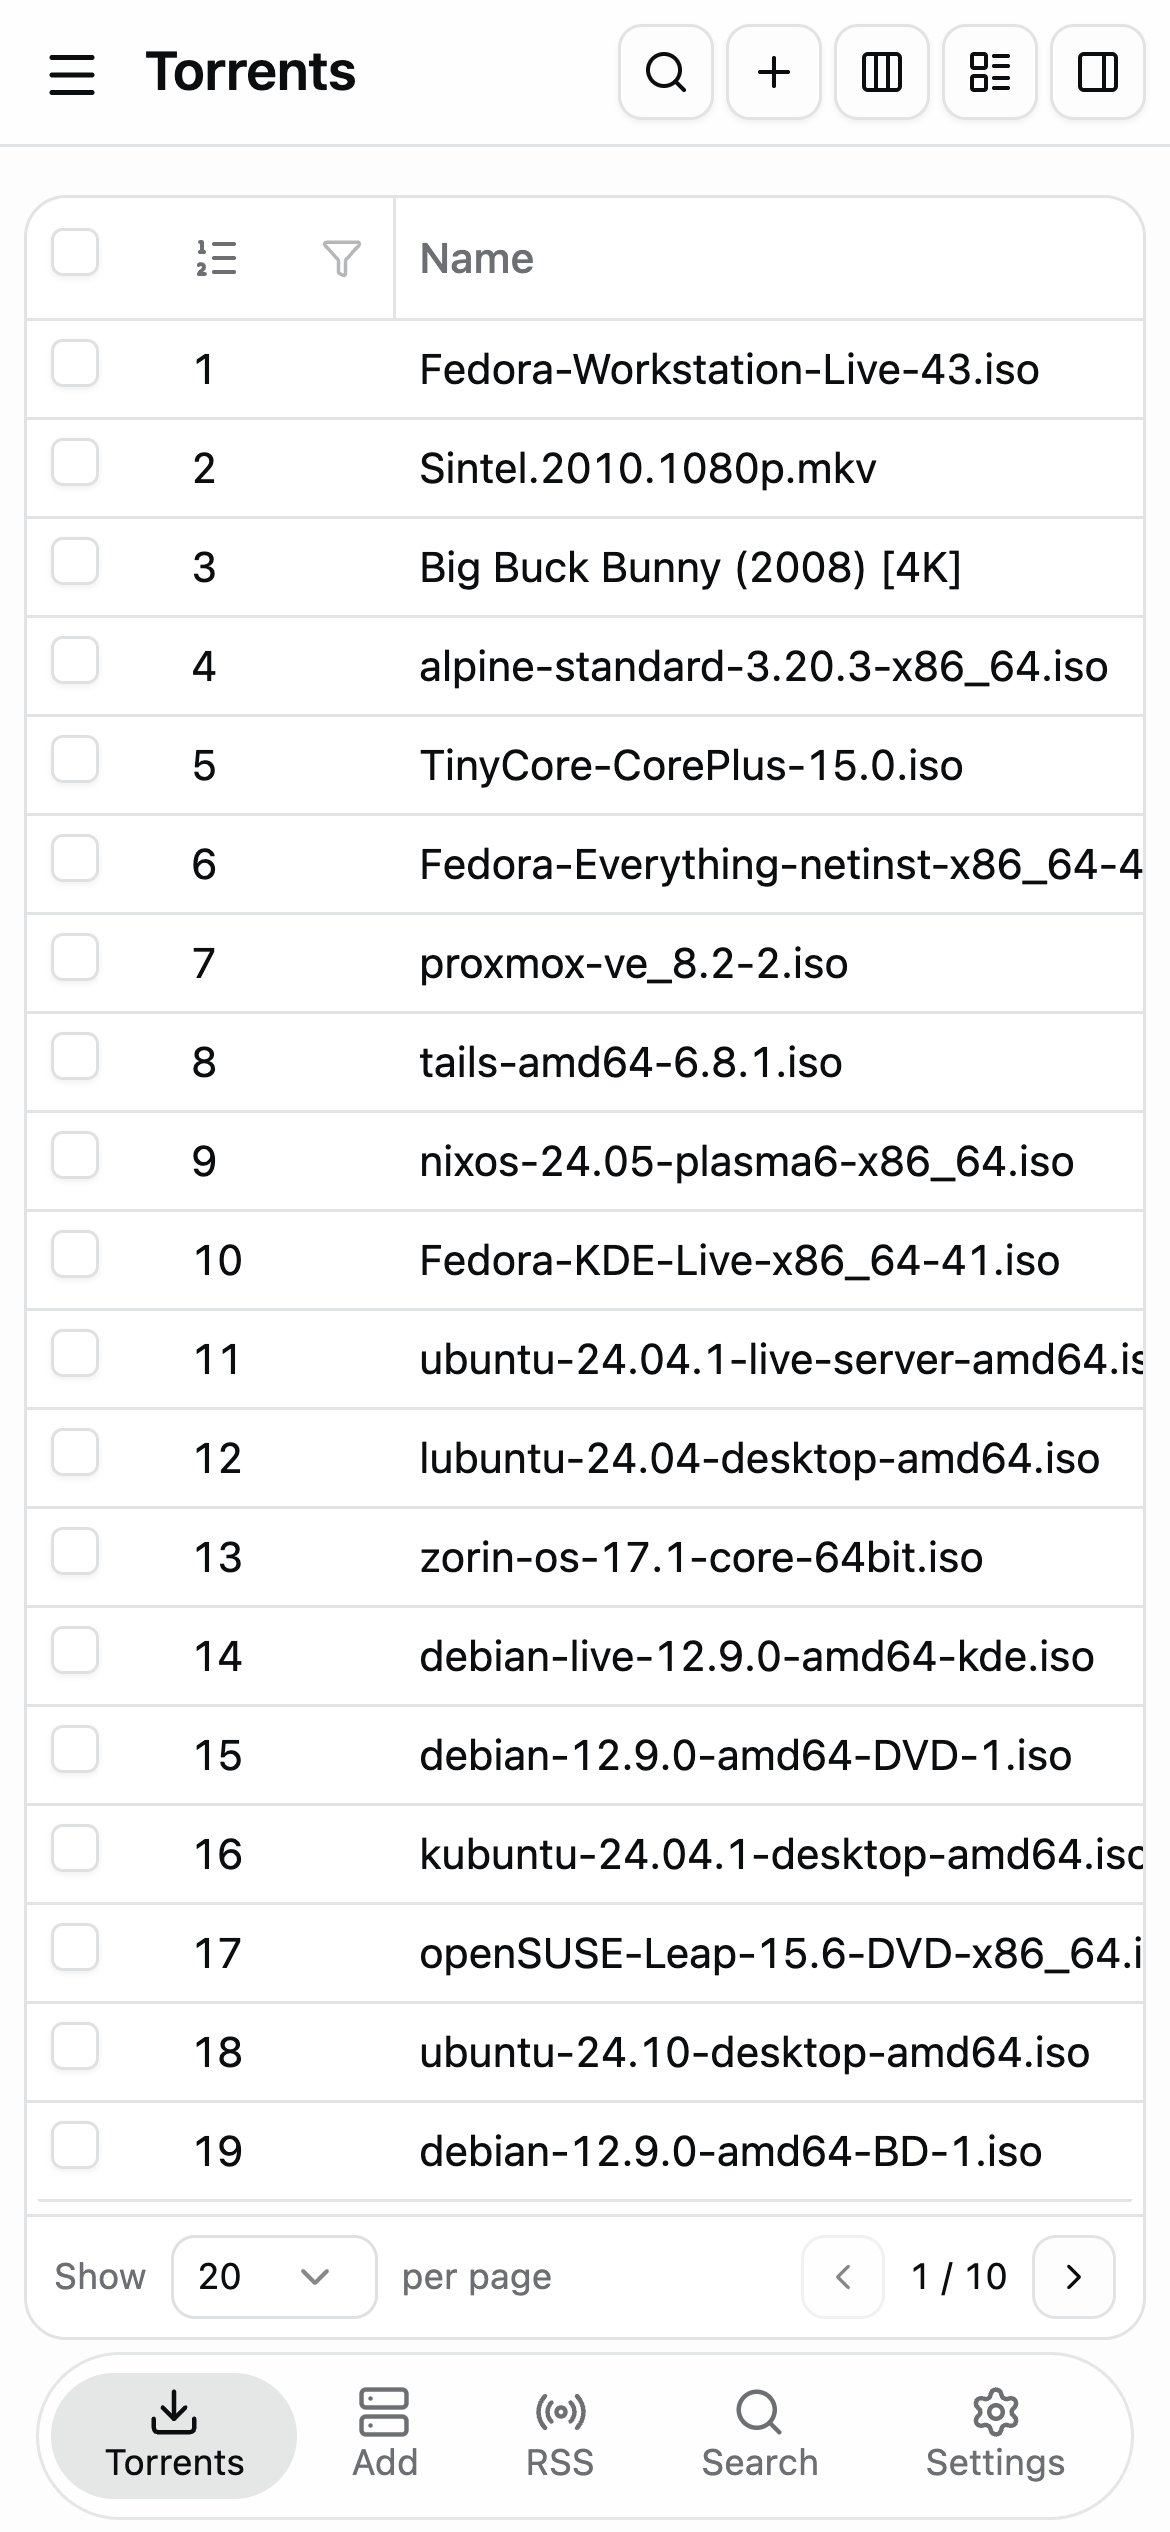 Torrents
Name
1 Fedora-Workstation-Live-43.iso
2 Sintel.2010.1080p.mkv
3 Big Buck Bunny (2008) [4K]
4 alpine-standard-3.20.3-x86_64.iso
5 TinyCore-CorePlus-15.0.iso
6 Fedora-Everything-netinst-x86_64-4
7 proxmox-ve_8.2-2.iso
8 tails-amd64-6.8.1.iso
9 nixos-24.05-plasma6-x86_64.iso
10 Fedora-KDE-Live-x86_64-41.iso
11 ubuntu-24.04.1-live-server-amd64.is
12 lubuntu-24.04-desktop-amd64.iso
13 zorin-os-17.1-core-64bit.iso
14 debian-live-12.9.0-amd64-kde.iso
15 debian-12.9.0-amd64-DVD-1.iso
16 kubuntu-24.04.1-desktop-amd64.iso
17 openSUSE-Leap-15.6-DVD-x86_64.i
18 ubuntu-24.10-desktop-amd64.iso
19 debian-12.9.0-amd64-BD-1.iso
Show 20 per page 1 / 10
Torrents Add RSS Search Settings